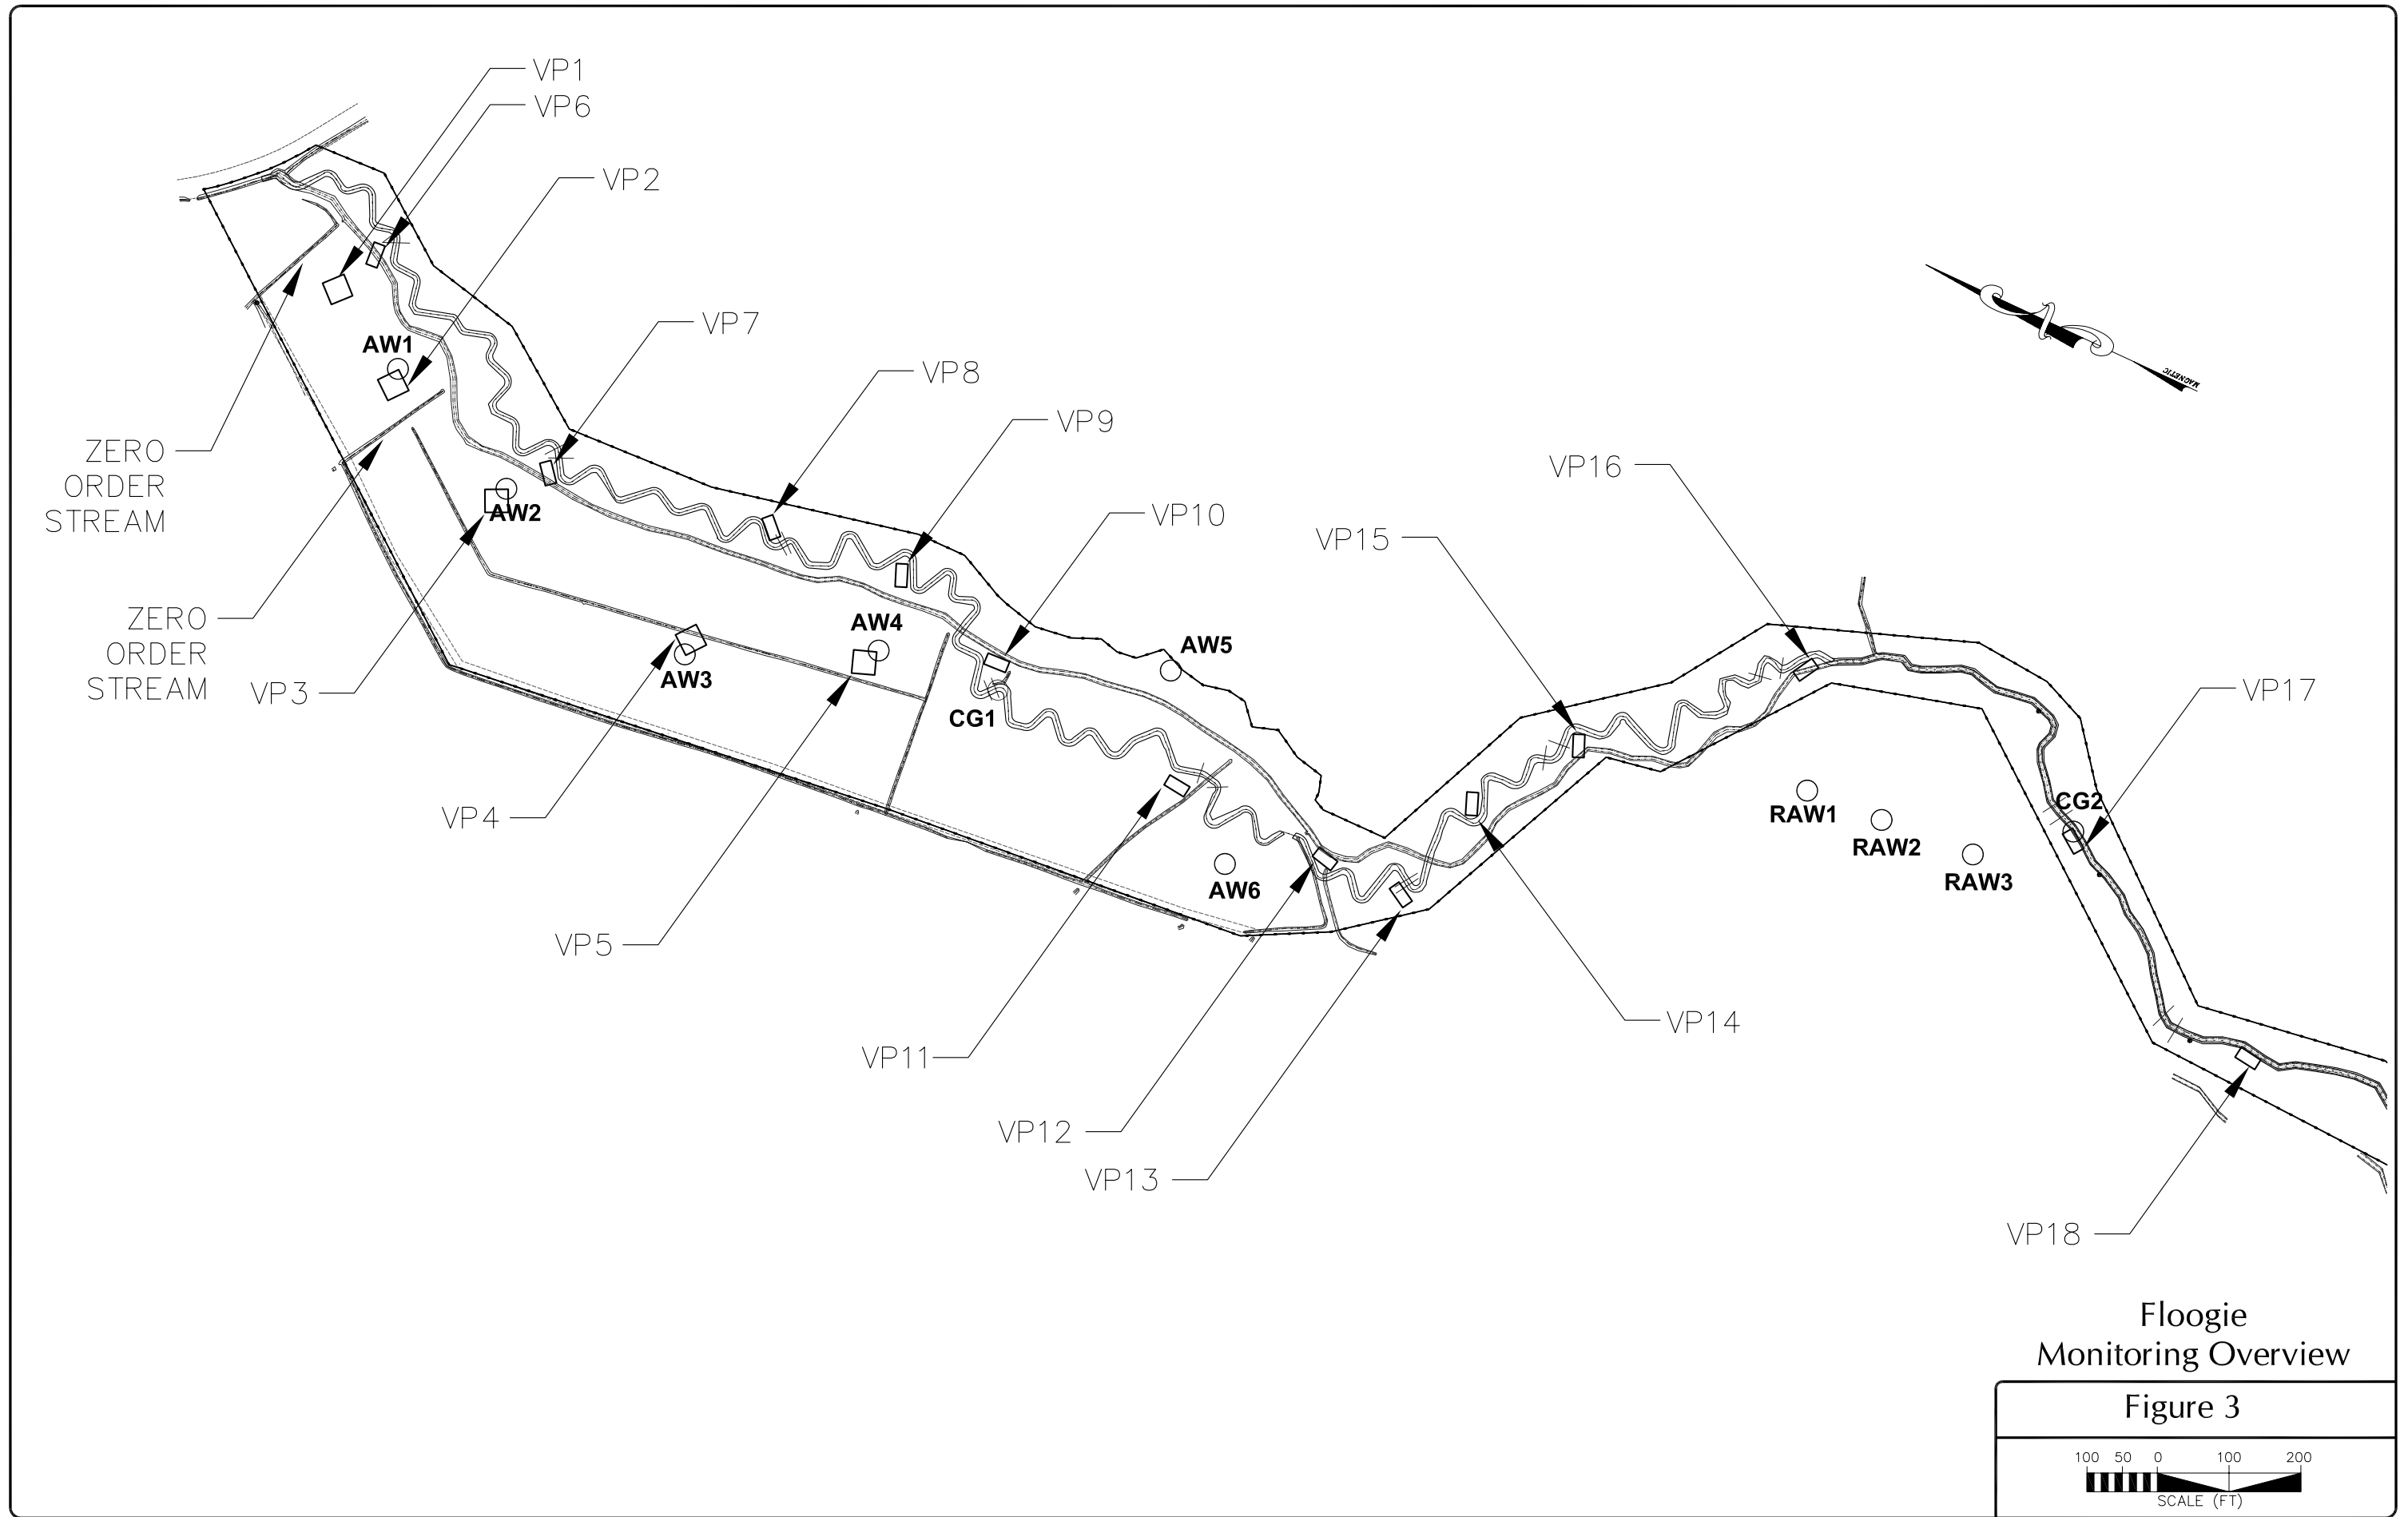 VP1
VP6
VP2
VP7
AW1
VP8
VP9
ZERO
ORDER
STREAM
VP16
AW2
VP10
VP15
ZERO
ORDER
STREAM
AW4
AW5
VP3
AW3
CG1
VP17
VP4
RAW1
CG2
RAW2
RAW3
AW6
VP5
VP14
VP11
VP12
VP13
VP18
MAGNETIC
Floogie
Monitoring Overview
Figure 3
100 50 0 100 200
SCALE (FT)